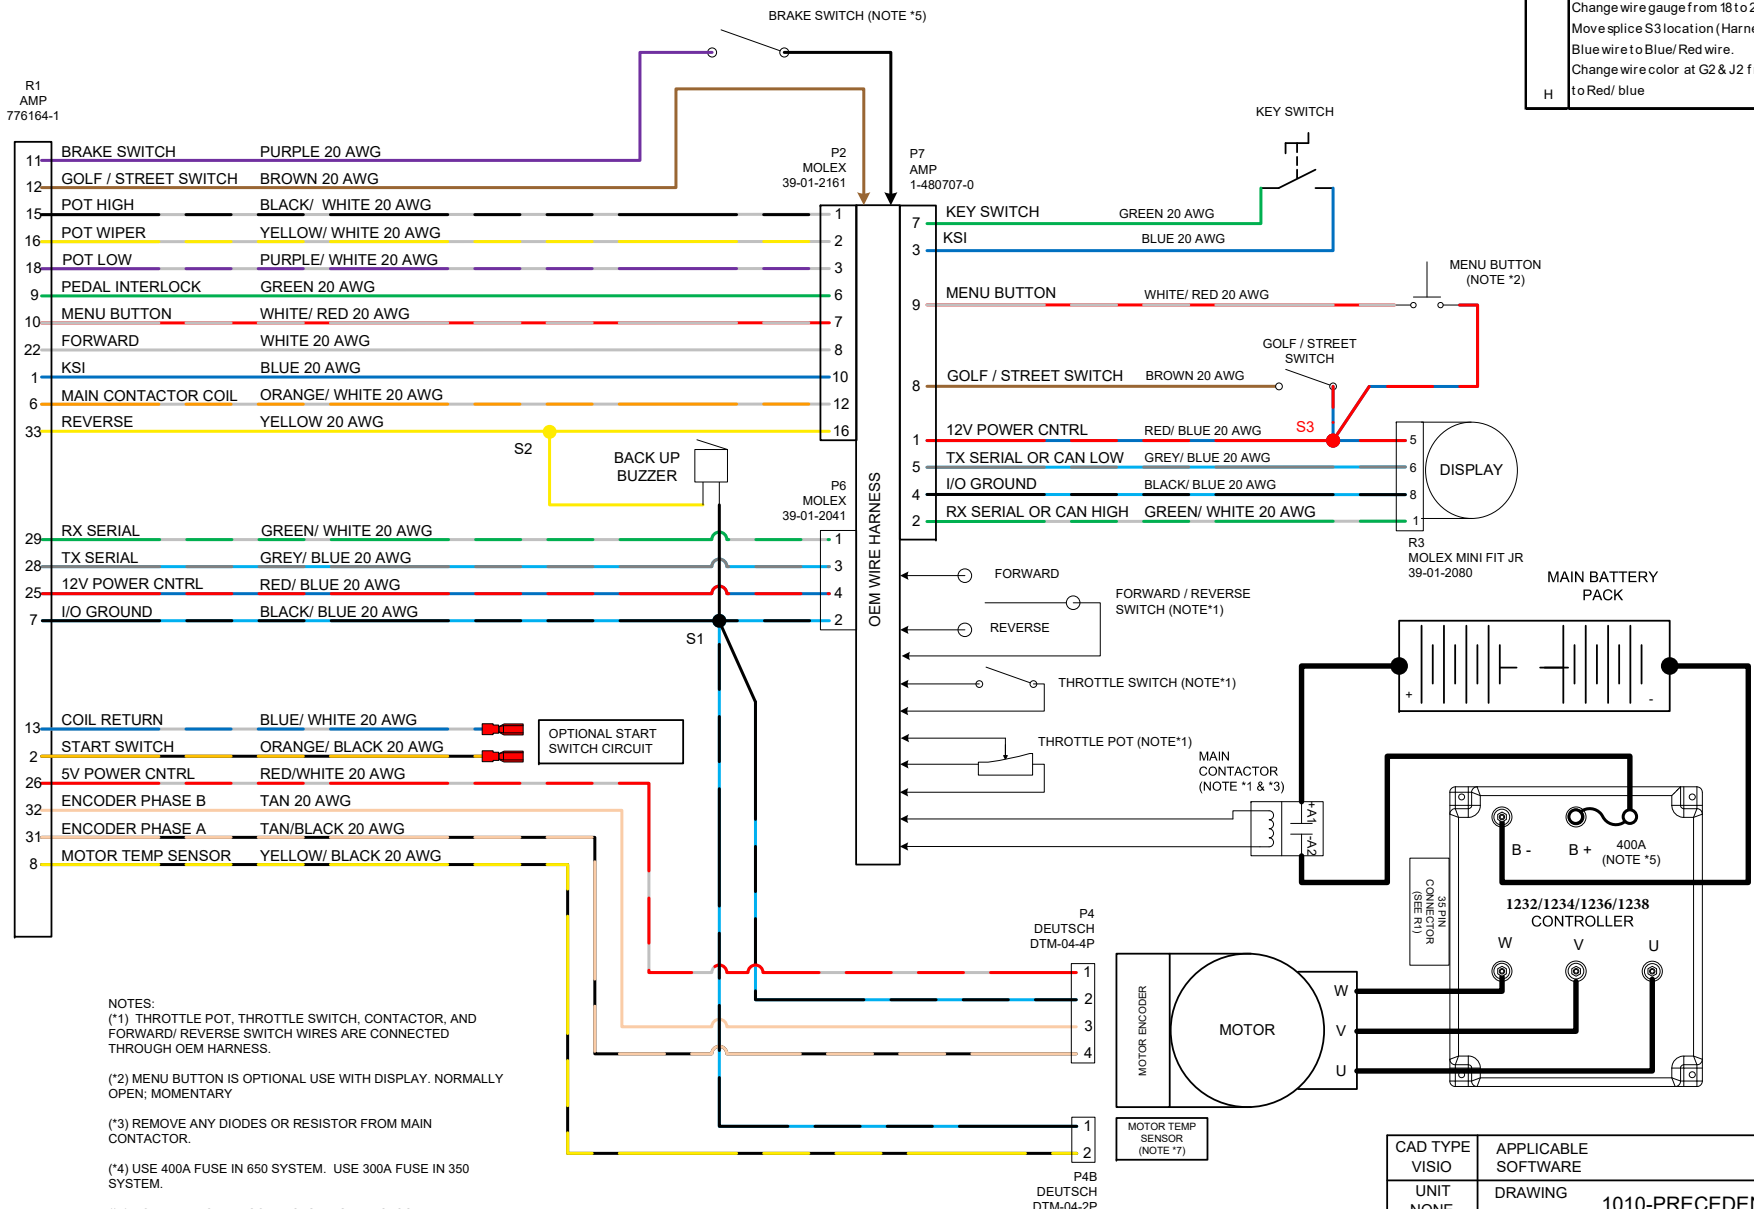 BRAKE SWITCH (NOTE *5)
Change wire gauge from 18 to 2
Move splice S3 location (Harne
Blue wire to Blue/ Red wire.
Change wire color at G2 & J2 f
to Red/ blue
H
R1
AMP
776164-1
11 BRAKE SWITCH PURPLE 20 AWG
12 GOLF / STREET SWITCH BROWN 20 AWG
15 POT HIGH BLACK/ WHITE 20 AWG 1
16 POT WIPER YELLOW/ WHITE 20 AWG 2
18 POT LOW PURPLE/ WHITE 20 AWG 3
9 PEDAL INTERLOCK GREEN 20 AWG 6
10 MENU BUTTON WHITE/ RED 20 AWG 7
22 FORWARD WHITE 20 AWG 8
1 KSI BLUE 20 AWG 10
6 MAIN CONTACTOR COIL ORANGE/ WHITE 20 AWG 12
33 REVERSE YELLOW 20 AWG 16
P2
MOLEX
39-01-2161
S2
BACK UP
BUZZER
P6
MOLEX
39-01-2041
29 RX SERIAL GREEN/ WHITE 20 AWG 1
28 TX SERIAL GREY/ BLUE 20 AWG 3
25 12V POWER CNTRL RED/ BLUE 20 AWG 4
7 I/O GROUND BLACK/ BLUE 20 AWG 2
S1
13 COIL RETURN BLUE/ WHITE 20 AWG
2 START SWITCH ORANGE/ BLACK 20 AWG
OPTIONAL START
SWITCH CIRCUIT
26 5V POWER CNTRL RED/WHITE 20 AWG
32 ENCODER PHASE B TAN 20 AWG
31 ENCODER PHASE A TAN/BLACK 20 AWG
8 MOTOR TEMP SENSOR YELLOW/ BLACK 20 AWG
OEM WIRE HARNESS
P7
AMP
1-480707-0
KEY SWITCH
7 KEY SWITCH GREEN 20 AWG
3 KSI BLUE 20 AWG
MENU BUTTON
(NOTE *2)
9 MENU BUTTON WHITE/ RED 20 AWG
GOLF / STREET
SWITCH
8 GOLF / STREET SWITCH BROWN 20 AWG
S3
1 12V POWER CNTRL RED/ BLUE 20 AWG 5
5 TX SERIAL OR CAN LOW GREY/ BLUE 20 AWG 6
4 I/O GROUND BLACK/ BLUE 20 AWG 8
2 RX SERIAL OR CAN HIGH GREEN/ WHITE 20 AWG 1
DISPLAY
R3
MOLEX MINI FIT JR
39-01-2080
FORWARD
FORWARD / REVERSE
SWITCH (NOTE*1)
REVERSE
THROTTLE SWITCH (NOTE*1)
THROTTLE POT (NOTE*1)
MAIN
CONTACTOR
(NOTE *1 & *3)
+A1
-A2
MAIN BATTERY
PACK
+
-
B -
B +
400A
(NOTE *5)
35 PIN
CONNECTOR
(SEE R1)
1232/1234/1236/1238
CONTROLLER
W V U
P4
DEUTSCH
DTM-04-4P
1
2
3
4
MOTOR ENCODER
MOTOR
W
V
U
1
2
MOTOR TEMP
SENSOR
(NOTE *7)
P4B
DEUTSCH
DTM-04-2P
NOTES:
(*1) THROTTLE POT, THROTTLE SWITCH, CONTACTOR, AND
FORWARD/ REVERSE SWITCH WIRES ARE CONNECTED
THROUGH OEM HARNESS.
(*2) MENU BUTTON IS OPTIONAL USE WITH DISPLAY. NORMALLY
OPEN; MOMENTARY
(*3) REMOVE ANY DIODES OR RESISTOR FROM MAIN
CONTACTOR.
(*4) USE 400A FUSE IN 650 SYSTEM. USE 300A FUSE IN 350
SYSTEM.
CAD TYPE
VISIO
APPLICABLE
SOFTWARE
UNIT
NONE
DRAWING
1010-PRECEDEN